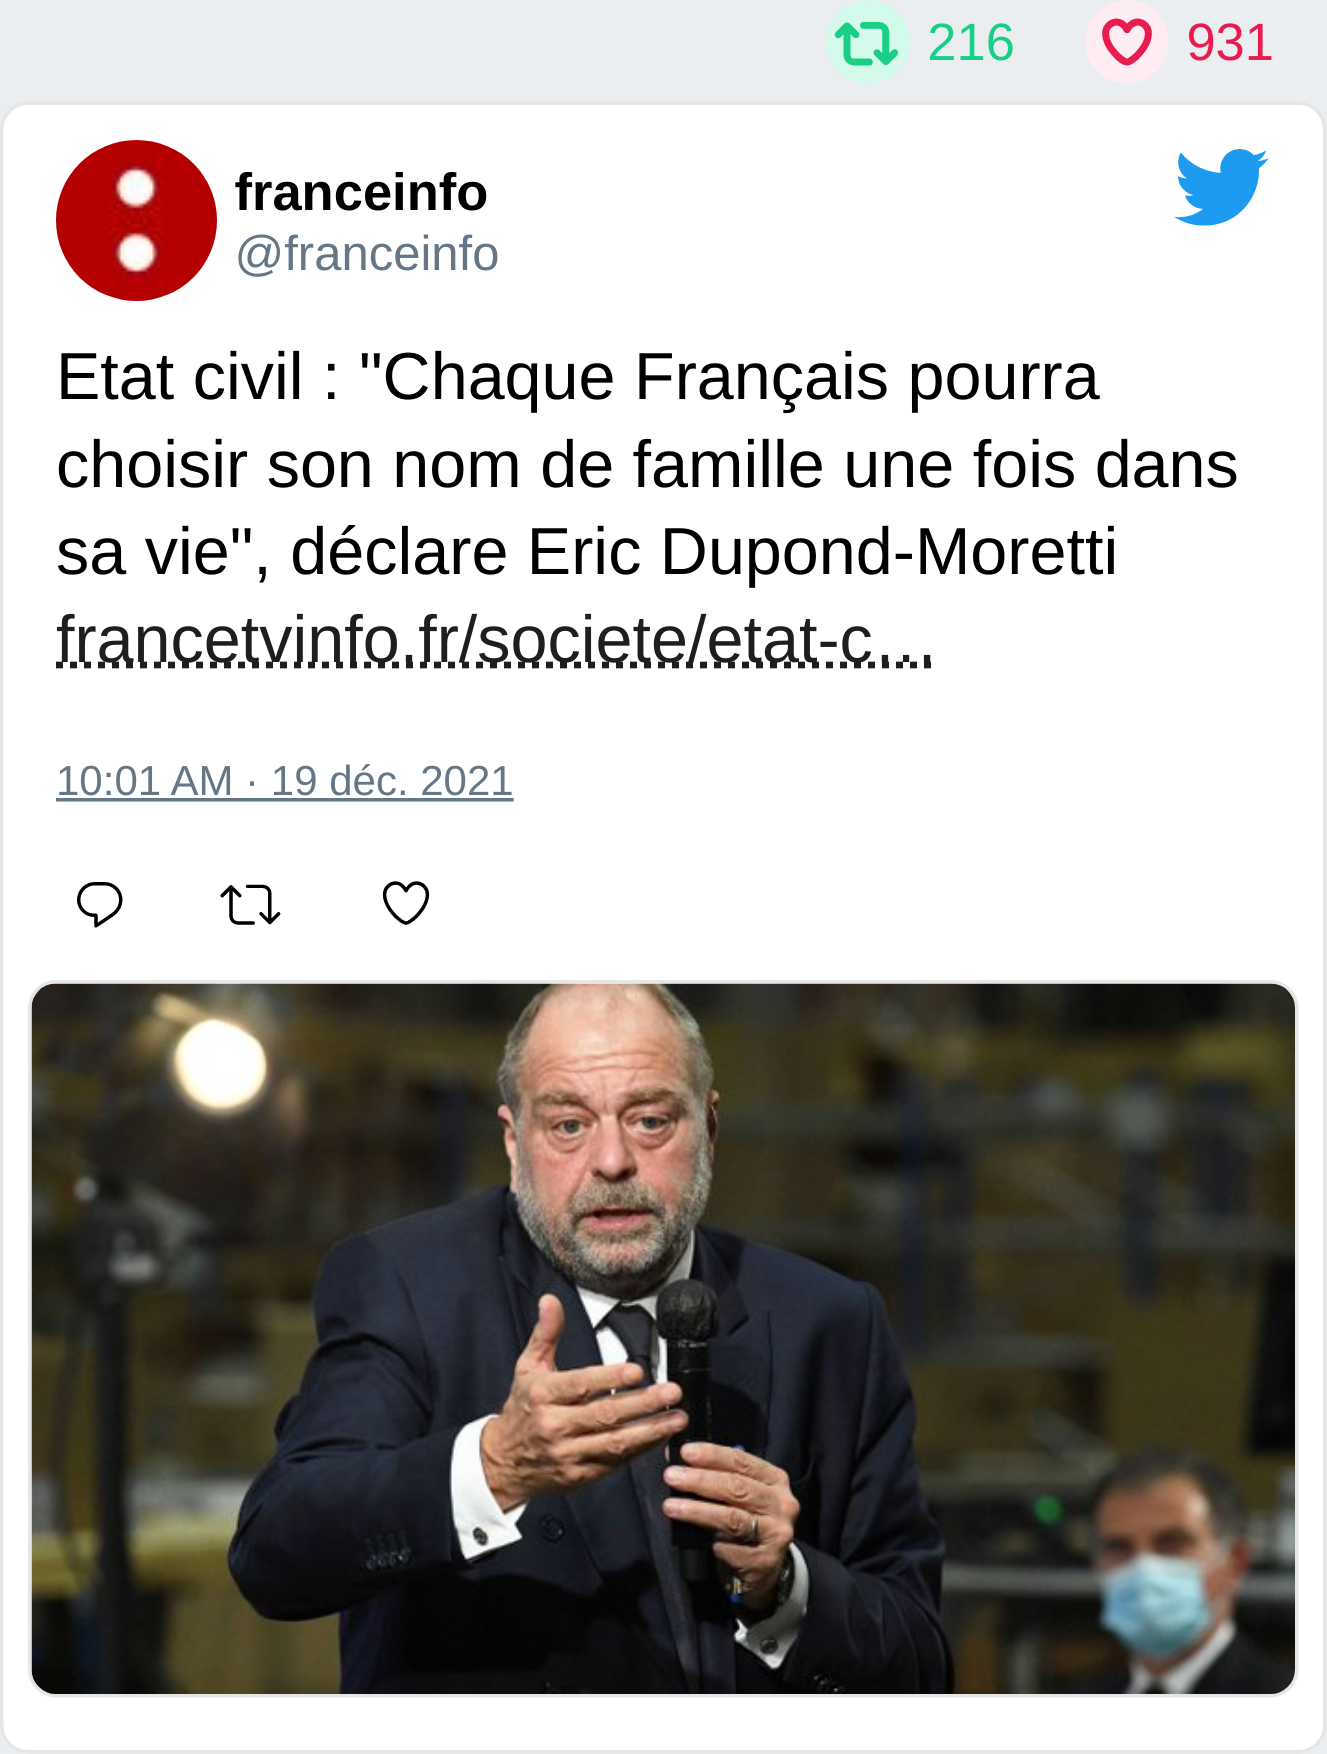 216 931
franceinfo
@franceinfo
Etat civil : "Chaque Français pourra
choisir son nom de famille une fois dans
sa vie", déclare Eric Dupond-Moretti
francetvinfo.fr/societe/etat-c…
10:01 AM · 19 déc. 2021